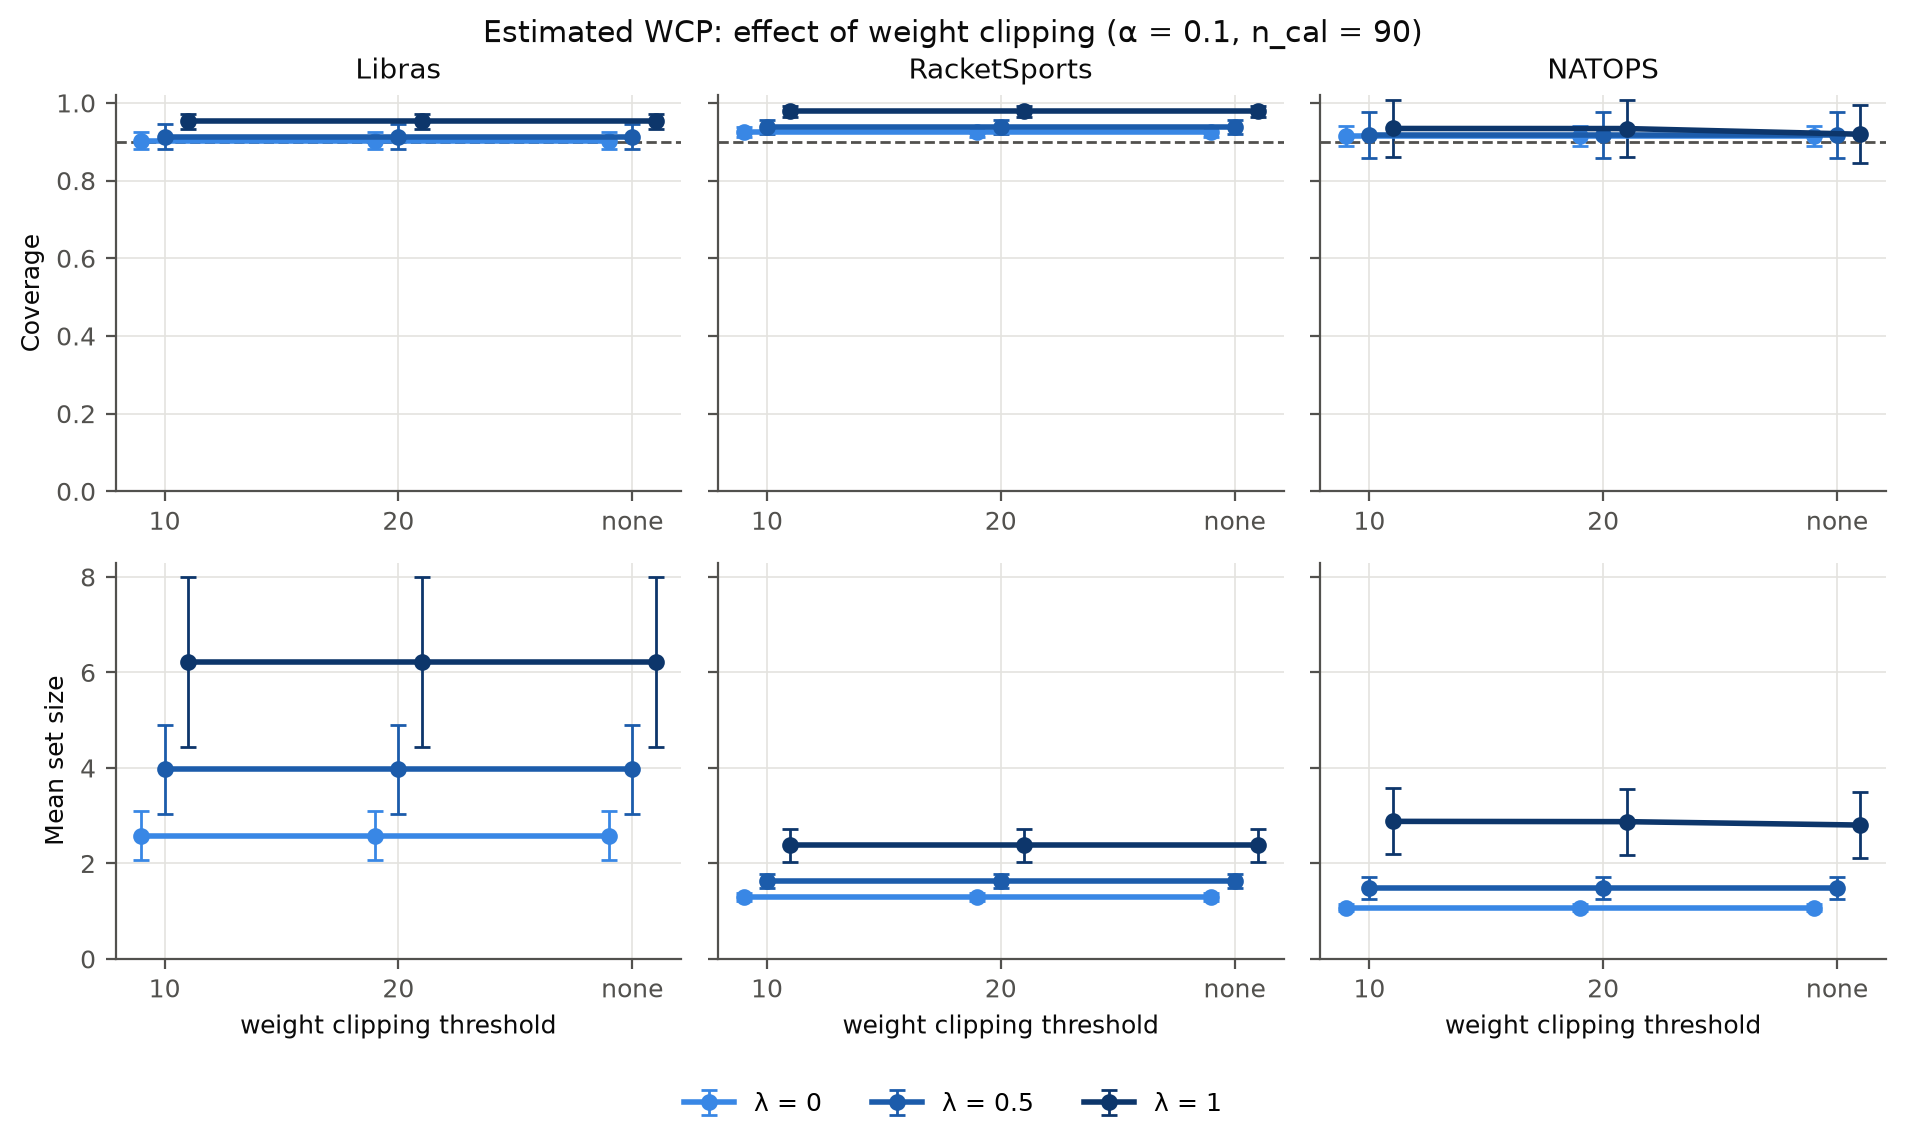 Estimated WCP: effect of weight clipping (α = 0.1, n_cal = 90)
Libras
RacketSports
NATOPS
Coverage
1.0
0.8
0.6
0.4
0.2
0.0
10
20
none
10
20
none
10
20
none
Mean set size
8
6
4
2
0
10
20
none
10
20
none
10
20
none
weight clipping threshold
weight clipping threshold
weight clipping threshold
λ = 0
λ = 0.5
λ = 1